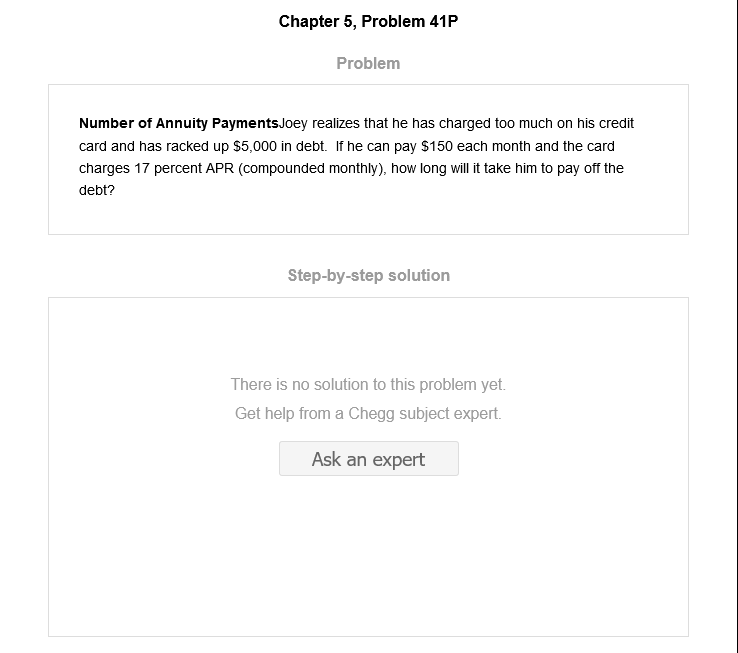 Chapter 5, Problem 41P
Problem
Number of Annuity PaymentsJoey realizes that he has charged too much on his credit
card and has racked up $5,000 in debt.  If he can pay $150 each month and the card
charges 17 percent APR (compounded monthly), how long will it take him to pay off the
debt?
Step-by-step solution
There is no solution to this problem yet.
Get help from a Chegg subject expert.
Ask an expert